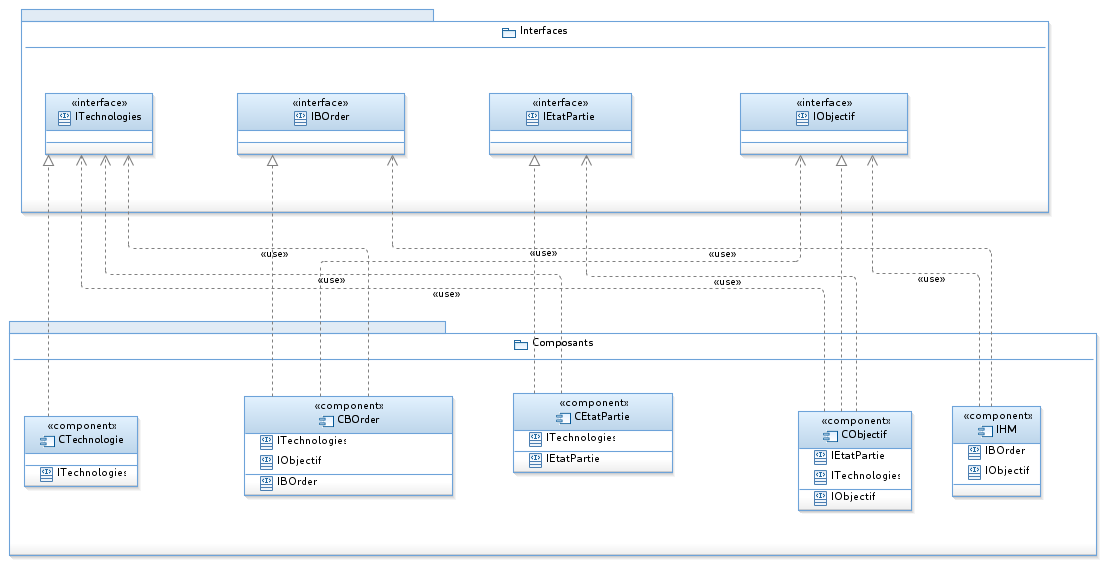 Interfaces
«interface»
ITechnologies
«interface»
IBOrder
«interface»
IEtatPartie
«interface»
IObjectif
«use»
«use»
«use»
«use»
«use»
«use»
«use»
Composants
«component»
CTechnologie
ITechnologies
«component»
CBOrder
ITechnologies
IObjectif
IBOrder
«component»
CEtatPartie
ITechnologies
IEtatPartie
«component»
CObjectif
IEtatPartie
ITechnologies
IObjectif
«component»
IHM
IBOrder
IObjectif